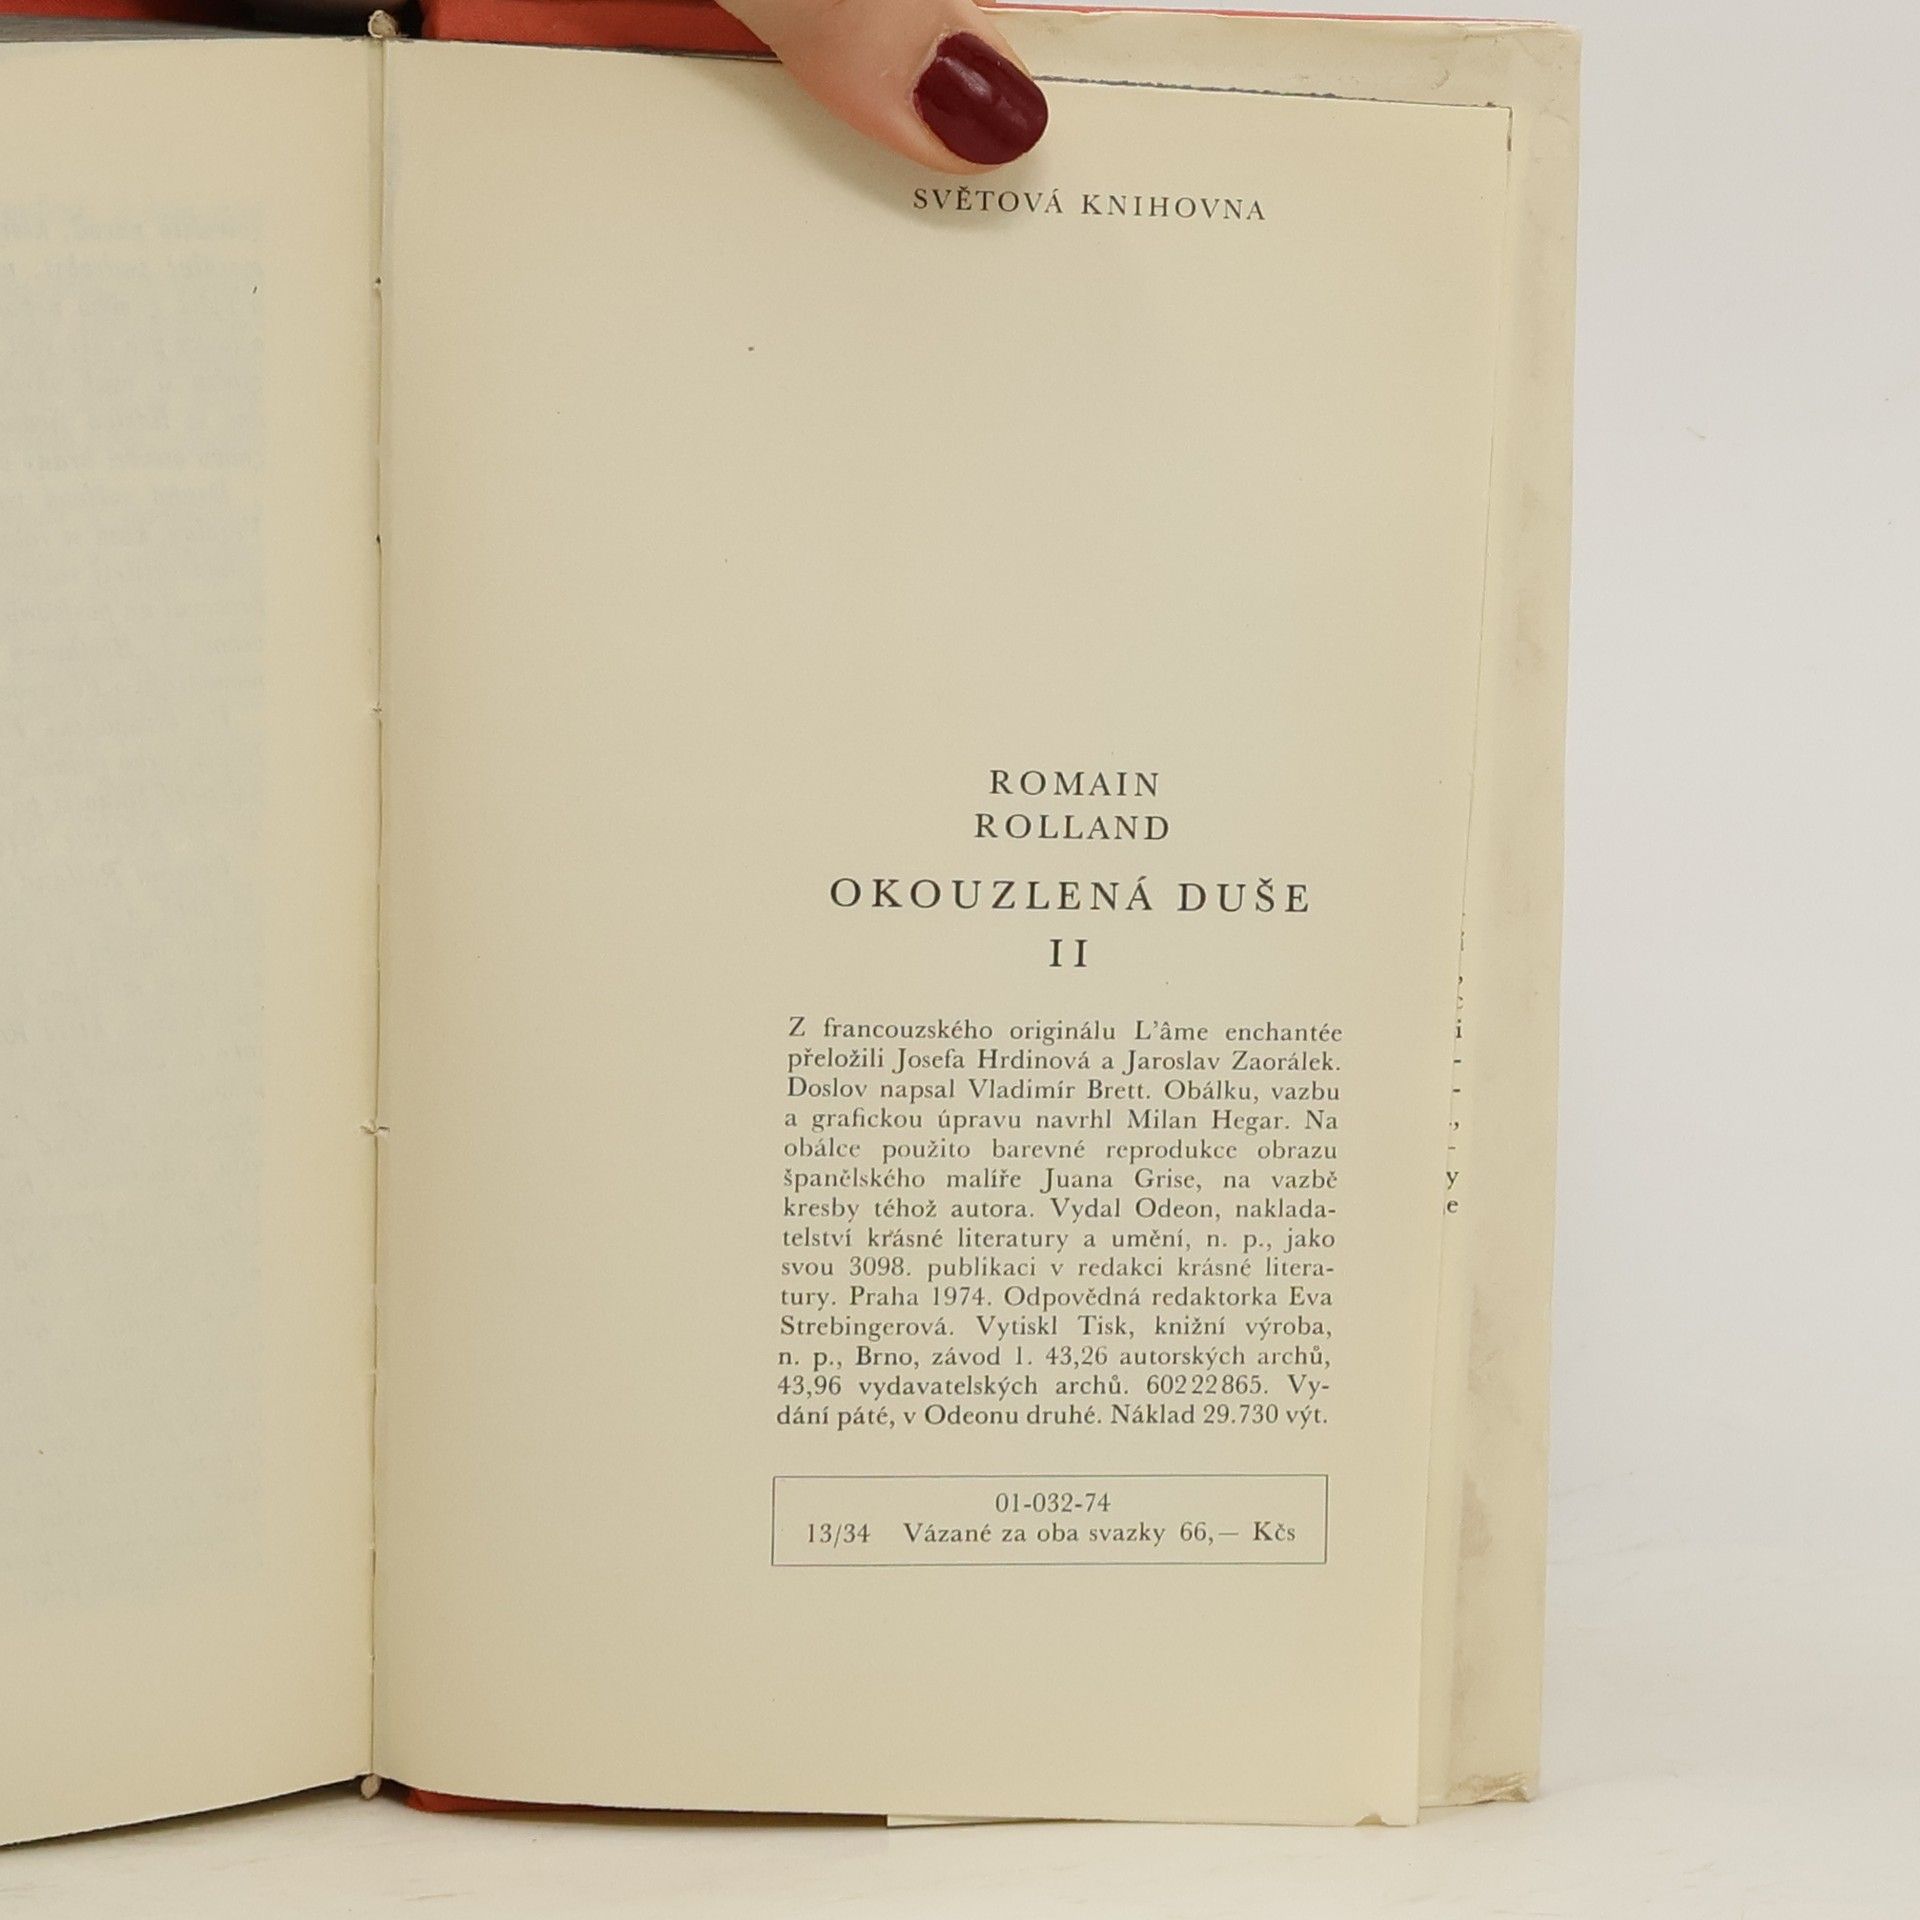 SVĚTOVÁ KNIHOVNA
ROMAIN
ROLLAND
OKOUZLENÁ DUŠE
II
Z francouzského originálu L’âme enchantée
přeložili Josefa Hrdinová a Jaroslav Zaorálek.
Doslov napsal Vladimír Brett. Obálku, vazbu
a grafickou úpravu navrhl Milan Hegar. Na
obálce použito barevné reprodukce obrazu
španělského malíře Juana Grise, na vazbě
kresby téhož autora. Vydal Odeon, naklada-
telství krásné literatury a umění, n. p., jako
svou 3098. publikaci v redakci krásné litera-
tury. Praha 1974. Odpovědná redaktorka Eva
Strebingerová. Vytiskl Tisk, knižní výroba,
n. p., Brno, závod 1. 43,26 autorských archů,
43,96 vydavatelských archů. 60222865. Vy-
dání páté, v Odeonu druhé. Náklad 29.730 výt.
01-032-74
13/34 Vázané za oba svazky 66,— Kčs